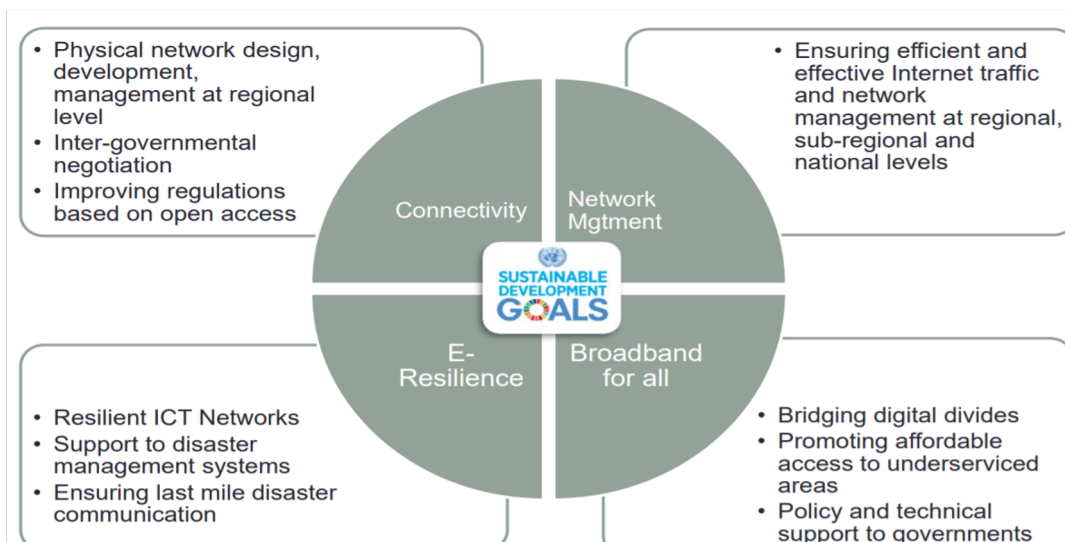 • Physical network design,
development,
management at regional
level
• Inter-governmental
negotiation
• Improving regulations
based on open access
• Ensuring efficient and
effective Internet traffic
and network
management at regional,
sub-regional and
national levels
Connectivity
Network
Mgtment
SUSTAINABLE
DEVELOPMENT
GOALS
E-
Resilience
Broadband
for all
• Resilient ICT Networks
• Support to disaster
management systems
• Ensuring last mile disaster
communication
• Bridging digital divides
• Promoting affordable
access to underserviced
areas
• Policy and technical
support to governments